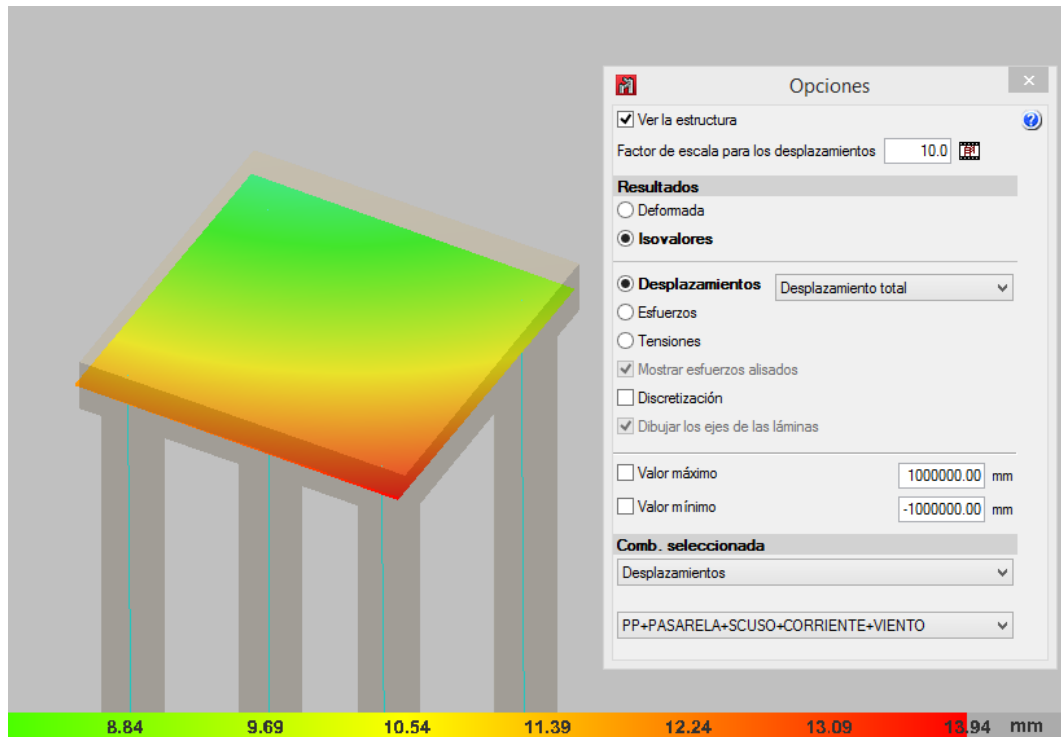 Opciones
Ver la estructura
Factor de escala para los desplazamientos 10.0
Resultados
Deformada
Isovalores
Desplazamientos Desplazamiento total
Esfuerzos
Tensiones
Mostrar esfuerzos alisados
Discretización
Dibujar los ejes de las láminas
Valor máximo 1000000.00 mm
Valor mínimo -1000000.00 mm
Comb. seleccionada
Desplazamientos
PP+PASARELA+SCUSO+CORRIENTE+VIENTO
8.84 9.69 10.54 11.39 12.24 13.09 13.94 mm